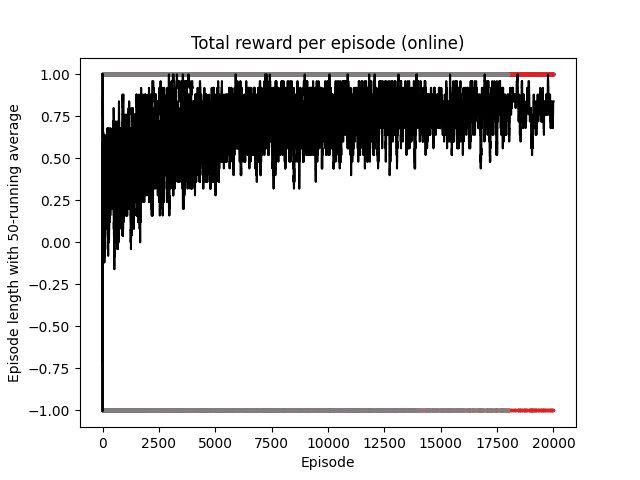 Total reward per episode (online)
Episode length with 50-running average
1.00
0.75
0.50
0.25
0.00
−0.25
−0.50
−0.75
−1.00
0 2500 5000 7500 10000 12500 15000 17500 20000
Episode